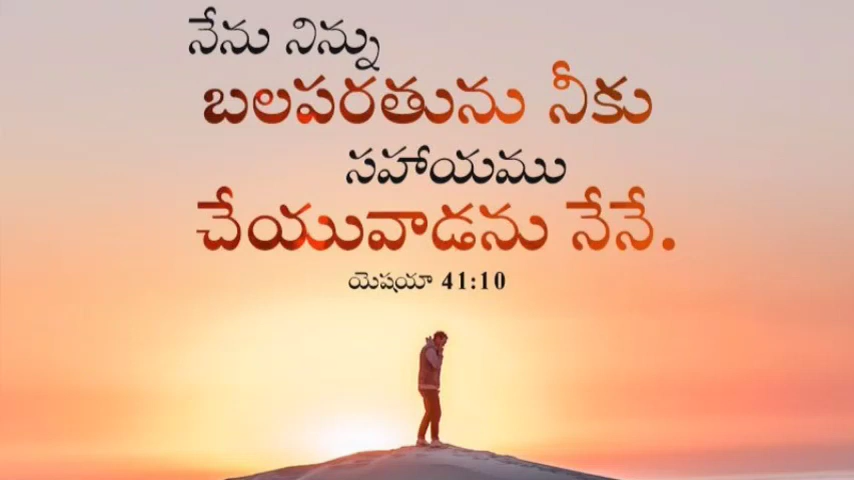 నేను నిన్ను
బలపరతును నీకు
సహాయము
చేయువాడను నేనే.
యెషయా 41:10